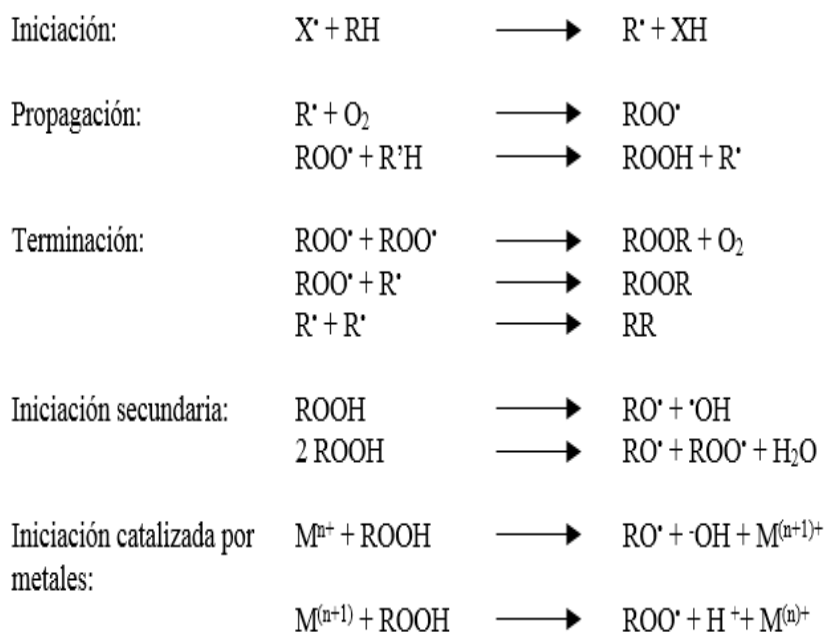 Iniciación: X• + RH ⟶ R• + XH
Propagación: R• + O₂ ⟶ ROO•
ROO• + R’H ⟶ ROOH + R•
Terminación: ROO• + ROO• ⟶ ROOR + O₂
ROO• + R• ⟶ ROOR
R• + R• ⟶ RR
Iniciación secundaria: ROOH ⟶ RO• + •OH
2 ROOH ⟶ RO• + ROO• + H₂O
Iniciación catalizada por Mⁿ⁺ + ROOH ⟶ RO• + ⁻OH + M⁽ⁿ⁺¹⁾⁺
metales:
M⁽ⁿ⁺¹⁾ + ROOH ⟶ ROO• + H ⁺+ M⁽ⁿ⁾⁺